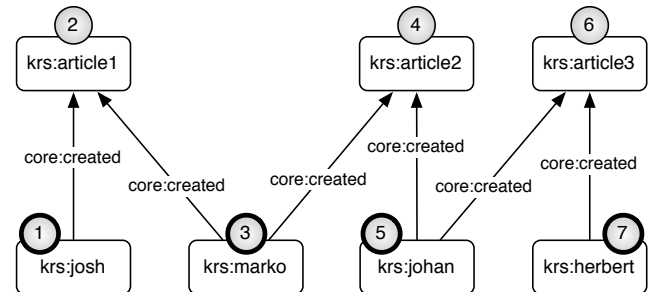 2
4
6
krs:article1
krs:article2
krs:article3
core:created
core:created
core:created
core:created
core:created
core:created
1
3
5
7
krs:josh
krs:marko
krs:johan
krs:herbert